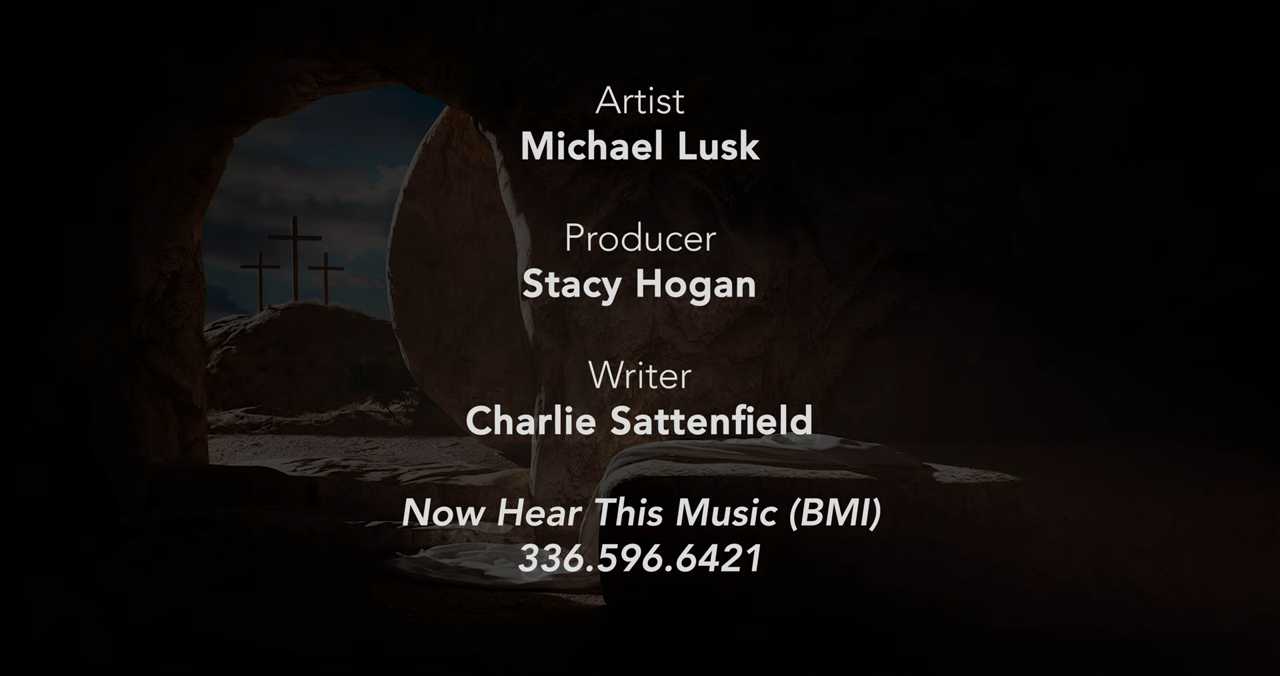 Artist
Michael Lusk
Producer
Stacy Hogan
Writer
Charlie Sattenfield
Now Hear This Music (BMI)
336.596.6421